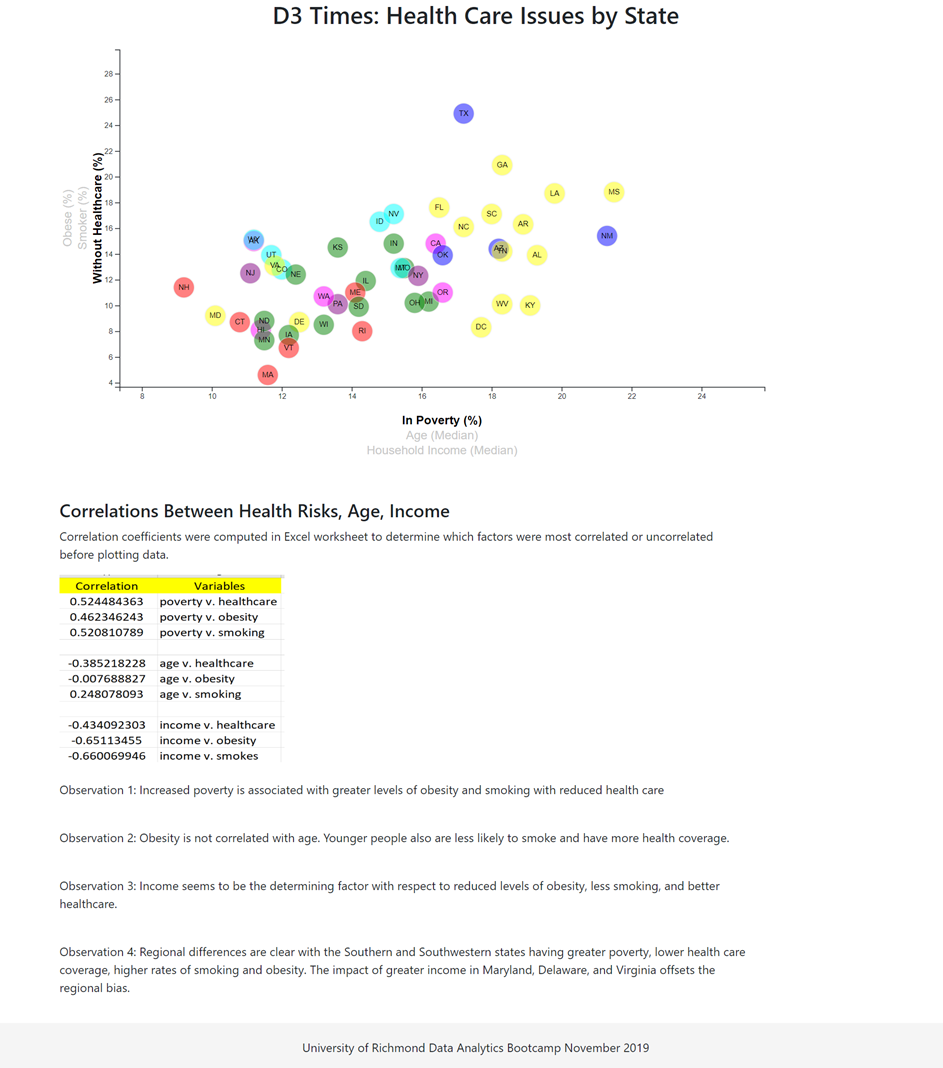 D3 Times: Health Care Issues by State
Obese (%)
Smoker (%)
Without Healthcare (%)
28
26
24
22
20
18
16
14
12
10
8
6
4
TX
GA
LA
MS
FL
SC
NV
ID
NC
AR
NM
CA
IN
KS
OK
AZ
TN
AL
UT
VA
CO
NE
NJ
NY
IL
NH
ME
WA
OR
PA
SD
OH
MI
WV
KY
MD
CT
ND
HI
MN
DE
WI
DC
RI
IA
VT
MA
8
10
12
14
16
18
20
22
24
In Poverty (%)
Age (Median)
Household Income (Median)
Correlations Between Health Risks, Age, Income
Correlation coefficients were computed in Excel worksheet to determine which factors were most correlated or uncorrelated
before plotting data.
Correlation Variables
0.524484363 poverty v. healthcare
0.462346243 poverty v. obesity
0.520810789 poverty v. smoking
-0.385218228 age v. healthcare
-0.007688827 age v. obesity
0.248078093 age v. smoking
-0.434092303 income v. healthcare
-0.65113455 income v. obesity
-0.660069946 income v. smokes
Observation 1: Increased poverty is associated with greater levels of obesity and smoking with reduced health care
Observation 2: Obesity is not correlated with age. Younger people also are less likely to smoke and have more health coverage.
Observation 3: Income seems to be the determining factor with respect to reduced levels of obesity, less smoking, and better
healthcare.
Observation 4: Regional differences are clear with the Southern and Southwestern states having greater poverty, lower health care
coverage, higher rates of smoking and obesity. The impact of greater income in Maryland, Delaware, and Virginia offsets the
regional bias.
University of Richmond Data Analytics Bootcamp November 2019